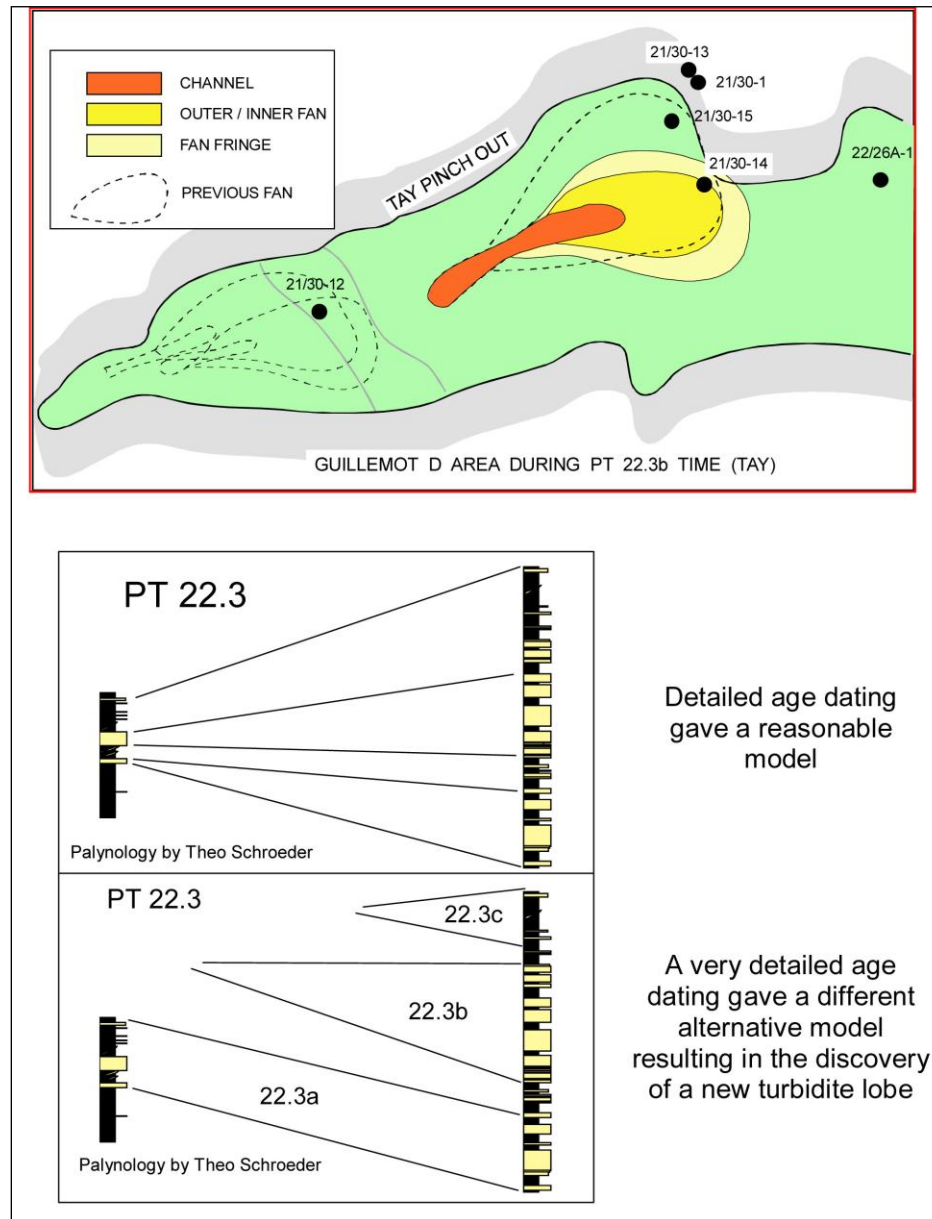 CHANNEL
OUTER / INNER FAN
FAN FRINGE
PREVIOUS FAN
21/30-13
21/30-1
21/30-15
21/30-14
22/26A-1
TAY PINCH OUT
21/30-12
GUILLEMOT D AREA DURING PT 22.3b TIME (TAY)
PT 22.3
Palynology by Theo Schroeder
Detailed age dating
gave a reasonable
model
PT 22.3
22.3c
22.3b
22.3a
Palynology by Theo Schroeder
A very detailed age
dating gave a different
alternative model
resulting in the discovery
of a new turbidite lobe